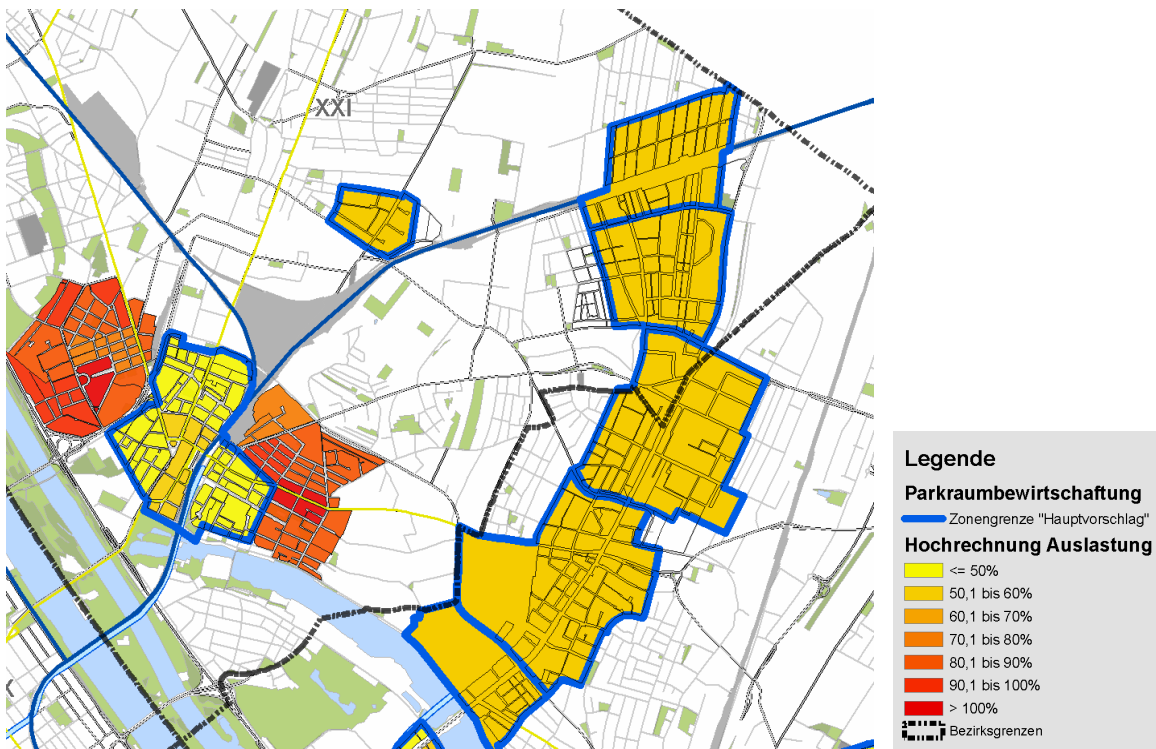 XXI
X
Legende
Parkraumbewirtschaftung
Zonengrenze "Hauptvorschlag"
Hochrechnung Auslastung
<= 50%
50,1 bis 60%
60,1 bis 70%
70,1 bis 80%
80,1 bis 90%
90,1 bis 100%
> 100%
Bezirksgrenzen